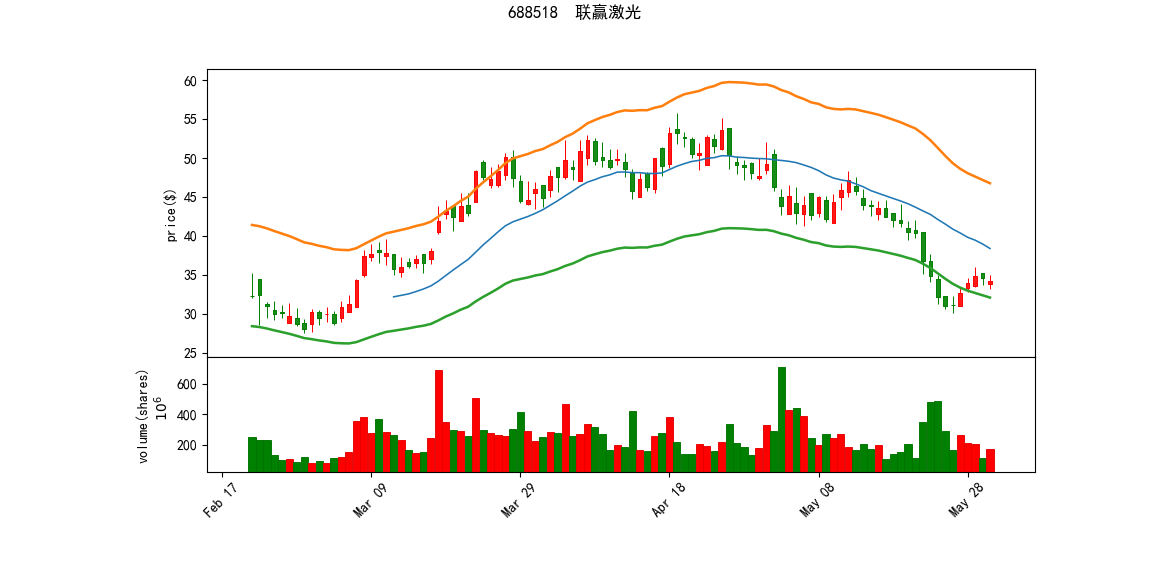 688518 联赢激光
price($)
60
55
50
45
40
35
30
25
volume(shares)
10^6
600
400
200
Feb 17
Mar 09
Mar 29
Apr 18
May 08
May 28